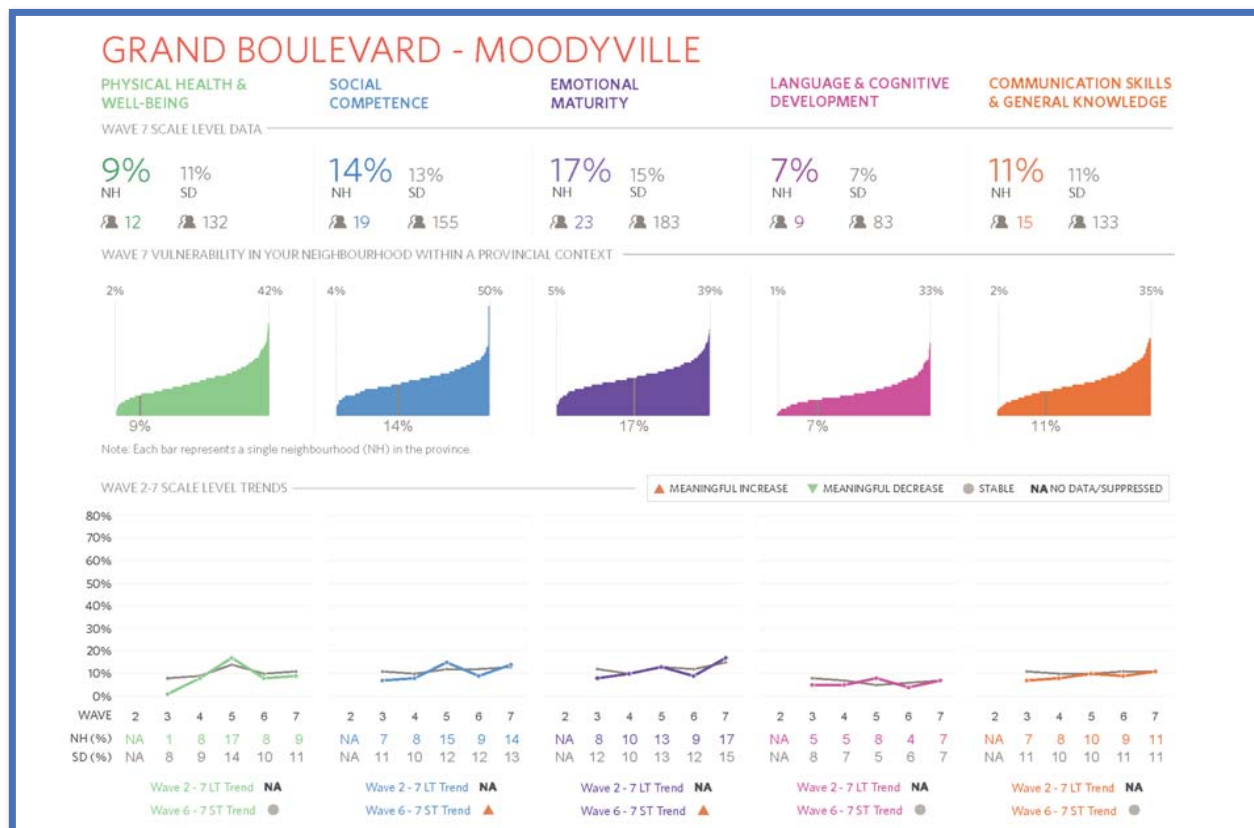 GRAND BOULEVARD - MOODYVILLE
PHYSICAL HEALTH &
WELL-BEING
SOCIAL
COMPETENCE
EMOTIONAL
MATURITY
LANGUAGE & COGNITIVE
DEVELOPMENT
COMMUNICATION SKILLS
& GENERAL KNOWLEDGE
WAVE 7 SCALE LEVEL DATA
9% 11% 14% 13% 17% 15% 7% 7% 11% 11%
NH SD NH SD NH SD NH SD NH SD
12 132 19 155 23 183 9 83 15 133
WAVE 7 VULNERABILITY IN YOUR NEIGHBOURHOOD WITHIN A PROVINCIAL CONTEXT
2% 42% 4% 50% 5% 39% 1% 33% 2% 35%
9% 14% 17% 7% 11%
Note: Each bar represents a single neighbourhood (NH) in the province.
WAVE 2-7 SCALE LEVEL TRENDS
MEANINGFUL INCREASE MEANINGFUL DECREASE STABLE NA NO DATA/SUPPRESSED
80%
70%
60%
50%
40%
30%
20%
10%
0%
WAVE 2 3 4 5 6 7 2 3 4 5 6 7 2 3 4 5 6 7 2 3 4 5 6 7 2 3 4 5 6 7
NH (%) NA 1 8 17 8 9 NA 7 8 15 9 14 NA 8 10 13 9 17 NA 5 5 8 4 7 NA 7 8 10 9 11
SD (%) NA 8 9 14 10 11 NA 11 10 12 12 13 NA 12 10 13 12 15 NA 8 7 5 6 7 NA 11 10 10 11 11
Wave 2 - 7 LT Trend NA Wave 2 - 7 LT Trend NA Wave 2 - 7 LT Trend NA Wave 2 - 7 LT Trend NA Wave 2 - 7 LT Trend NA
Wave 6 - 7 ST Trend Wave 6 - 7 ST Trend Wave 6 - 7 ST Trend Wave 6 - 7 ST Trend Wave 6 - 7 ST Trend